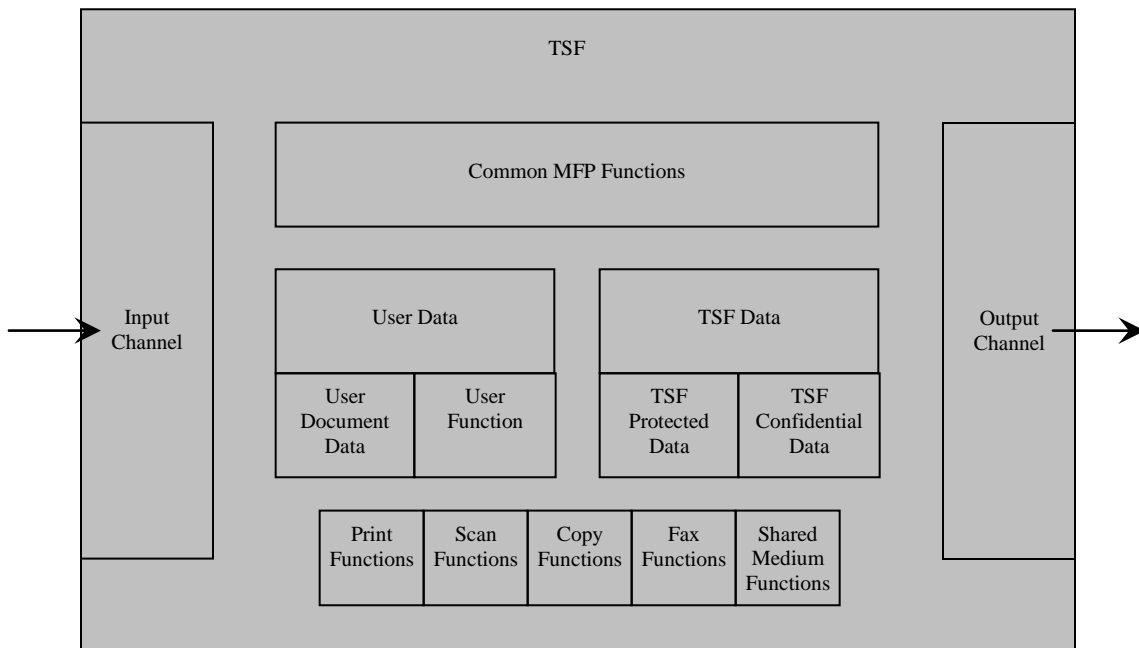 TSF
Common MFP Functions
Input
Channel
User Data
TSF Data
Output
Channel
User
Document
Data
User
Function
TSF
Protected
Data
TSF
Confidential
Data
Print
Functions
Scan
Functions
Copy
Functions
Fax
Functions
Shared
Medium
Functions